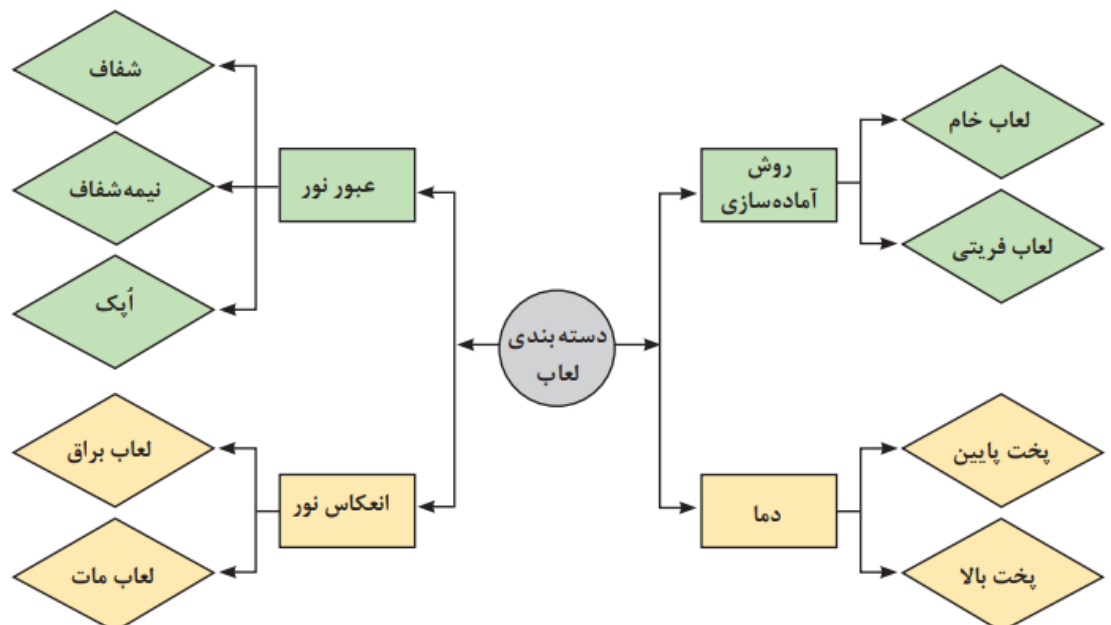 دسته‌بندی
لعاب
روش
آماده‌سازی
لعاب خام
لعاب فریتی
دما
پخت پایین
پخت بالا
عبور نور
شفاف
نیمه‌شفاف
اُپک
انعکاس نور
لعاب براق
لعاب مات